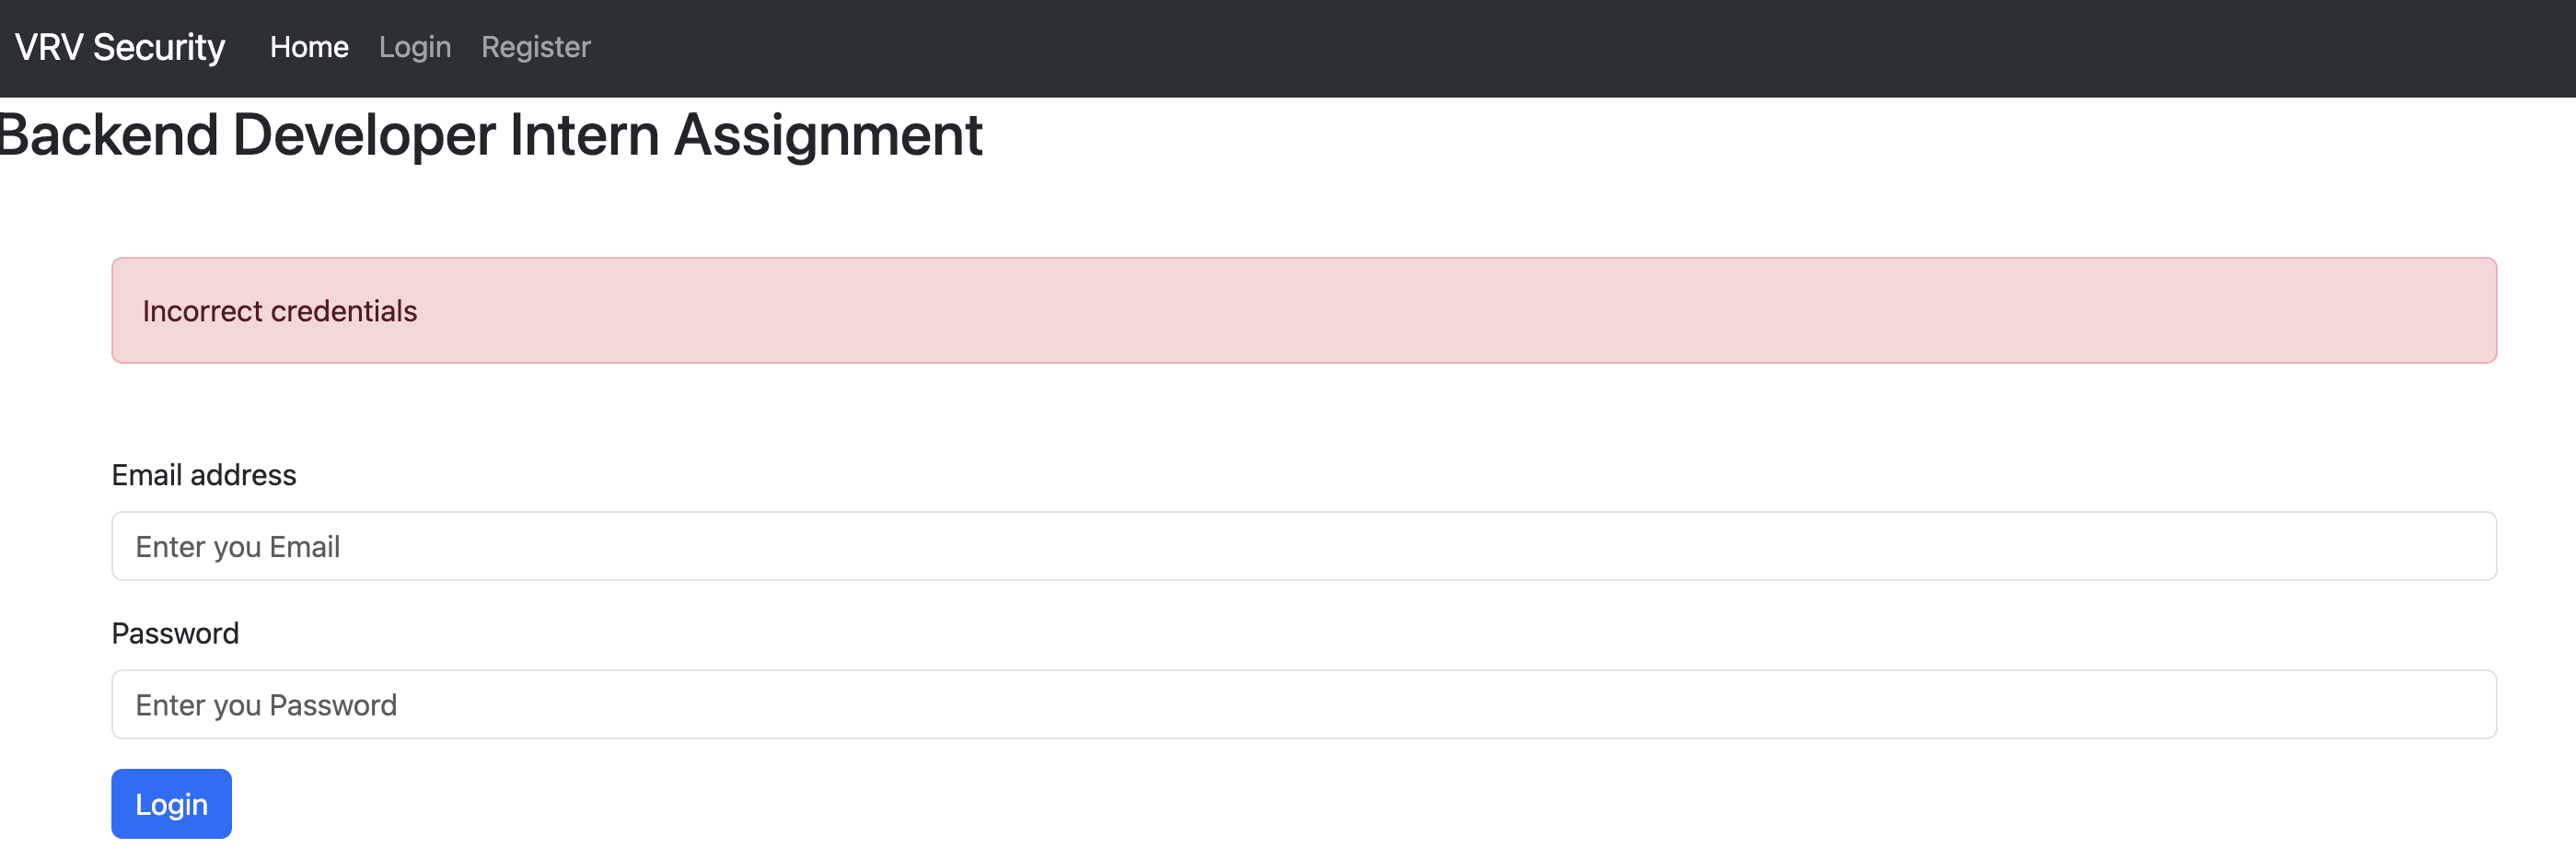 VRV Security Home Login Register
Backend Developer Intern Assignment
Incorrect credentials
Email address
Enter you Email
Password
Enter you Password
Login